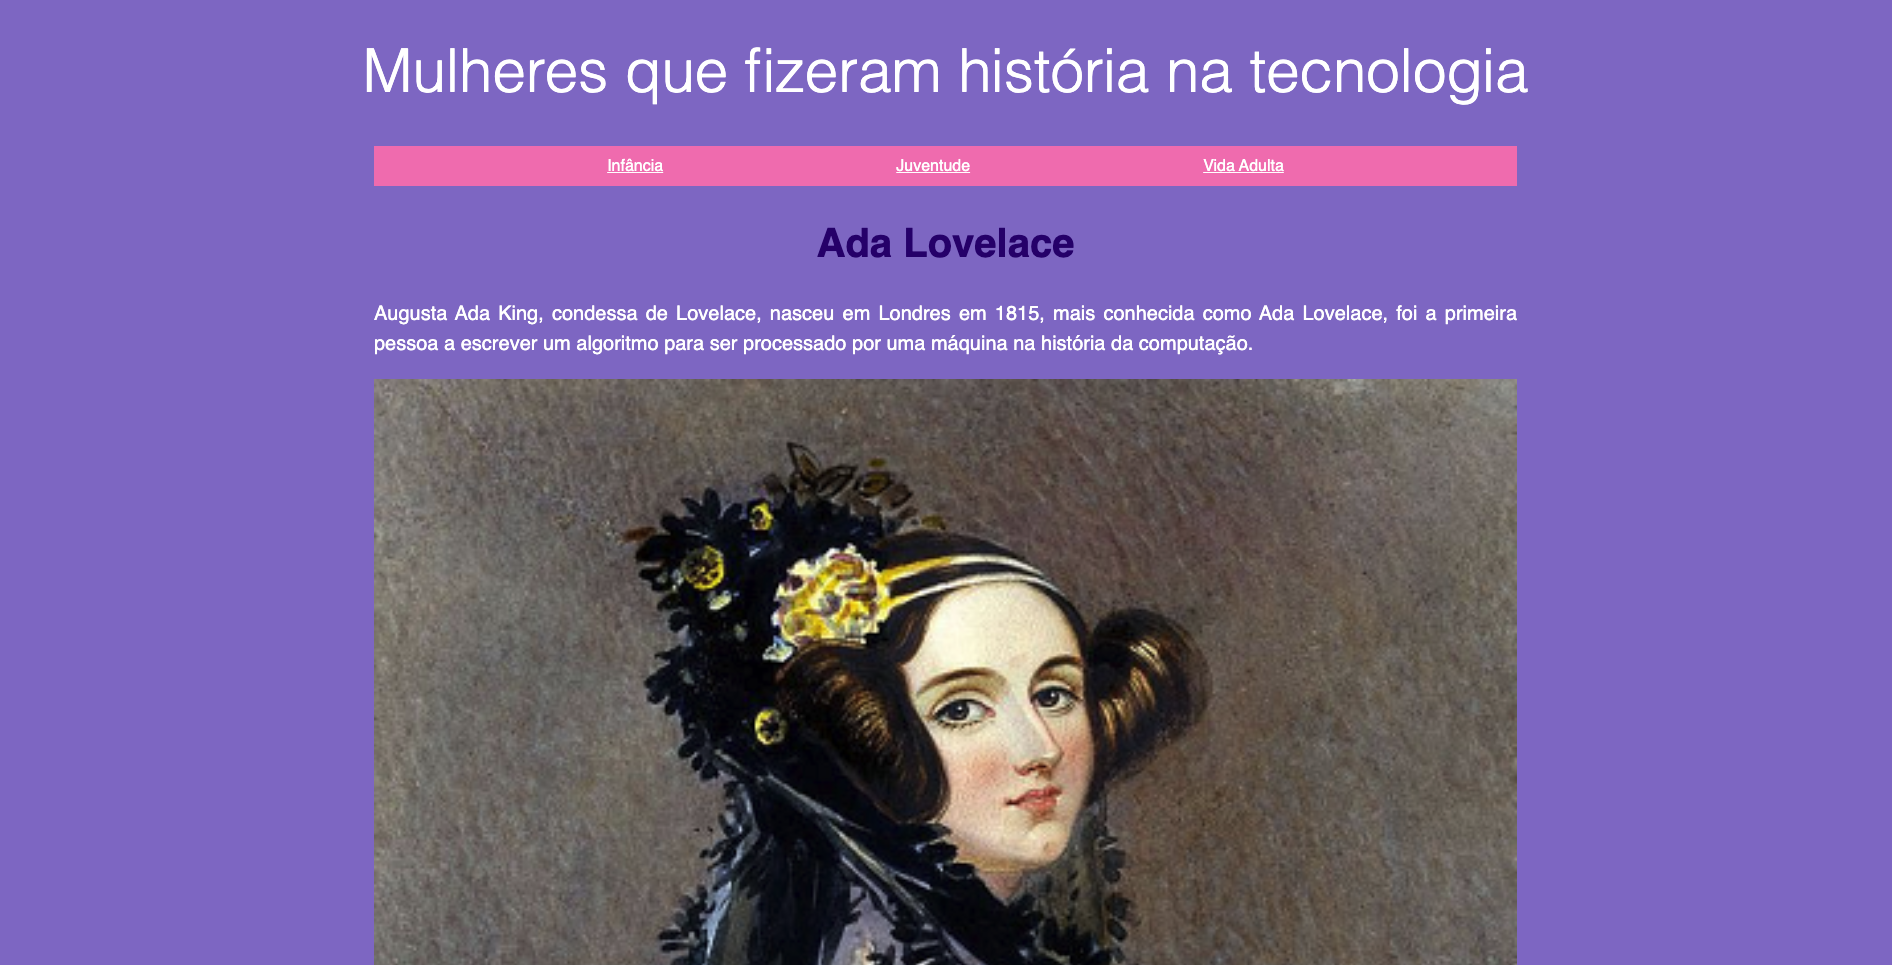 Mulheres que fizeram história na tecnologia
Infância
Juventude
Vida Adulta
Ada Lovelace
Augusta Ada King, condessa de Lovelace, nasceu em Londres em 1815, mais conhecida como Ada Lovelace, foi a primeira
pessoa a escrever um algoritmo para ser processado por uma máquina na história da computação.